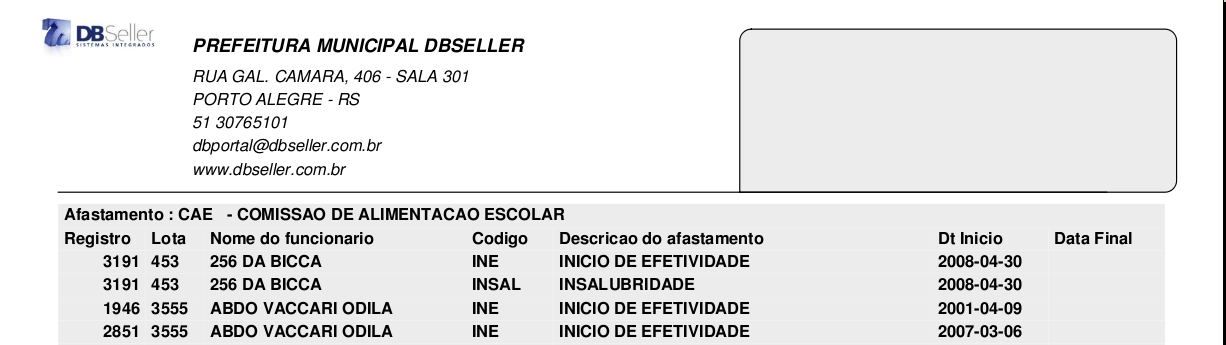 DBSeller
SISTEMAS INTEGRADOS
PREFEITURA MUNICIPAL DBSELLER
RUA GAL. CAMARA, 406 - SALA 301
PORTO ALEGRE - RS
51 30765101
dbportal@dbseller.com.br
www.dbseller.com.br
Afastamento : CAE - COMISSAO DE ALIMENTACAO ESCOLAR
Registro Lota Nome do funcionario Codigo Descricao do afastamento Dt Inicio Data Final
3191 453 256 DA BICCA INE INICIO DE EFETIVIDADE 2008-04-30
3191 453 256 DA BICCA INSAL INSALUBRIDADE 2008-04-30
1946 3555 ABDO VACCARI ODILA INE INICIO DE EFETIVIDADE 2001-04-09
2851 3555 ABDO VACCARI ODILA INE INICIO DE EFETIVIDADE 2007-03-06